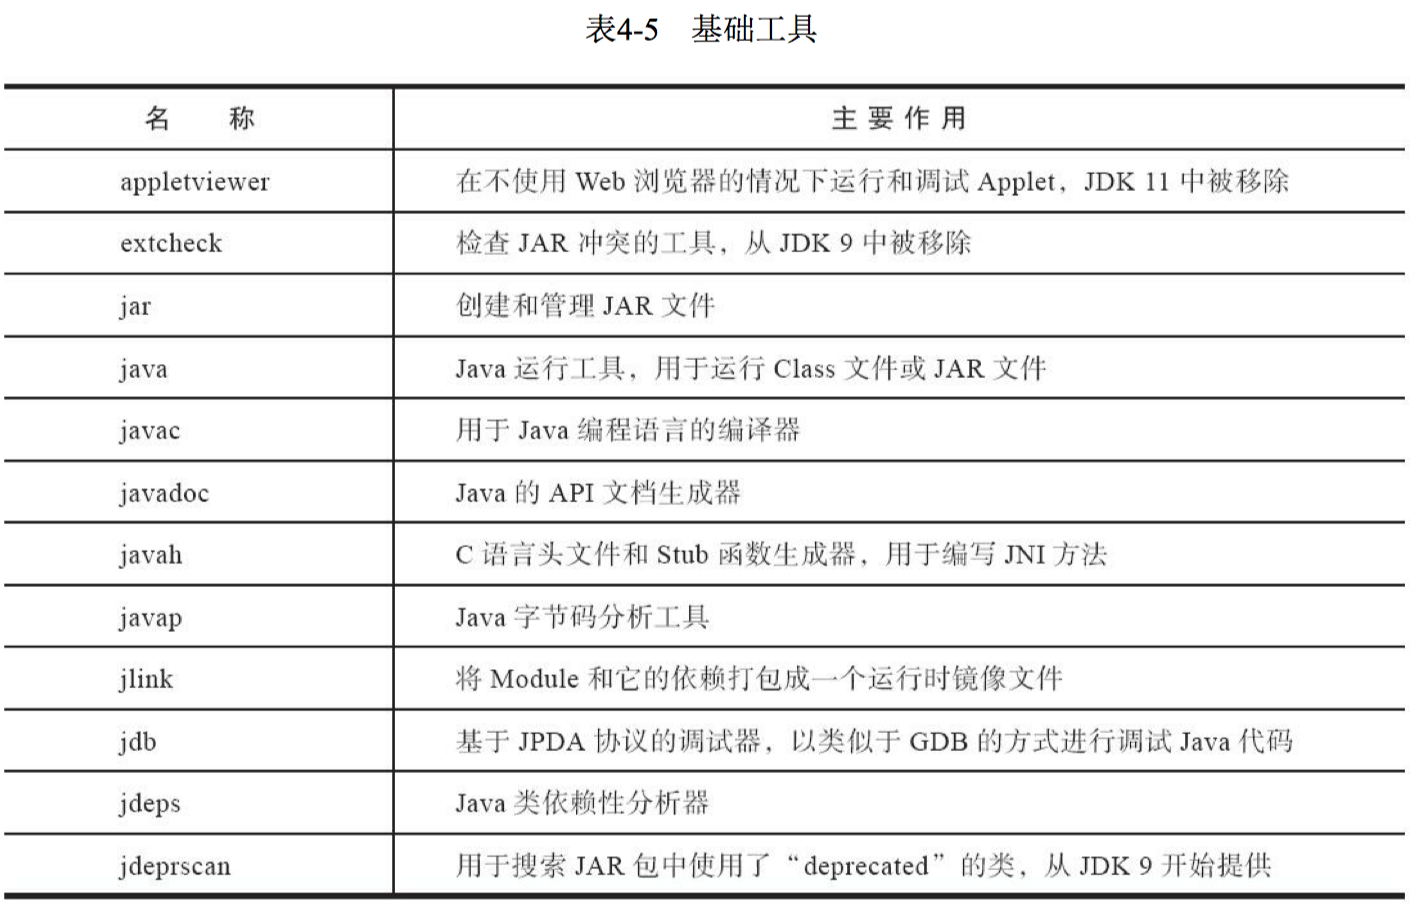 表4-5 基础工具
名 称 主要作用
appletviewer 在不使用 Web 浏览器的情况下运行和调试 Applet，JDK 11 中被移除
extcheck 检查 JAR 冲突的工具，从 JDK 9 中被移除
jar 创建和管理 JAR 文件
java Java 运行工具，用于运行 Class 文件或 JAR 文件
javac 用于 Java 编程语言的编译器
javadoc Java 的 API 文档生成器
javah C 语言头文件和 Stub 函数生成器，用于编写 JNI 方法
javap Java 字节码分析工具
jlink 将 Module 和它的依赖打包成一个运行时镜像文件
jdb 基于 JPDA 协议的调试器，以类似于 GDB 的方式进行调试 Java 代码
jdeps Java 类依赖性分析器
jdeprscan 用于搜索 JAR 包中使用了“deprecated”的类，从 JDK 9 开始提供